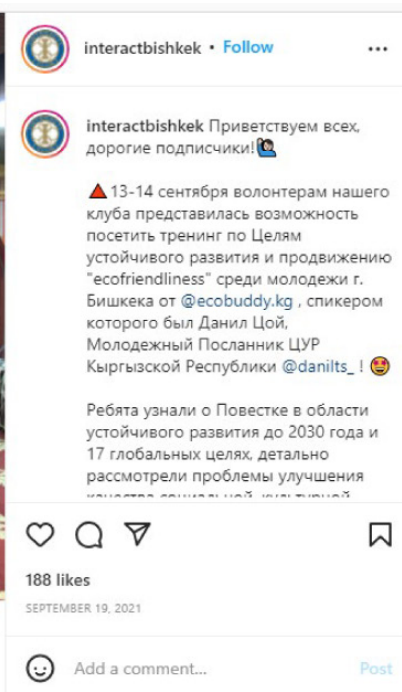 interactbishkek • Follow
interactbishkek Приветствуем всех,
дорогие подписчики!🙋🏻
🔺13-14 сентября волонтерам нашего
клуба представилась возможность
посетить тренинг по Целям
устойчивого развития и продвижению
"ecofriendliness" среди молодежи г.
Бишкека от @ecobuddy.kg , спикером
которого был Данил Цой,
Молодежный Посланник ЦУР
Кыргызской Республики @danilts_ ! 🤩
Ребята узнали о Повестке в области
устойчивого развития до 2030 года и
17 глобальных целях, детально
рассмотрели проблемы улучшения
качества социальной, культурной
188 likes
SEPTEMBER 19, 2021
Add a comment...
Post